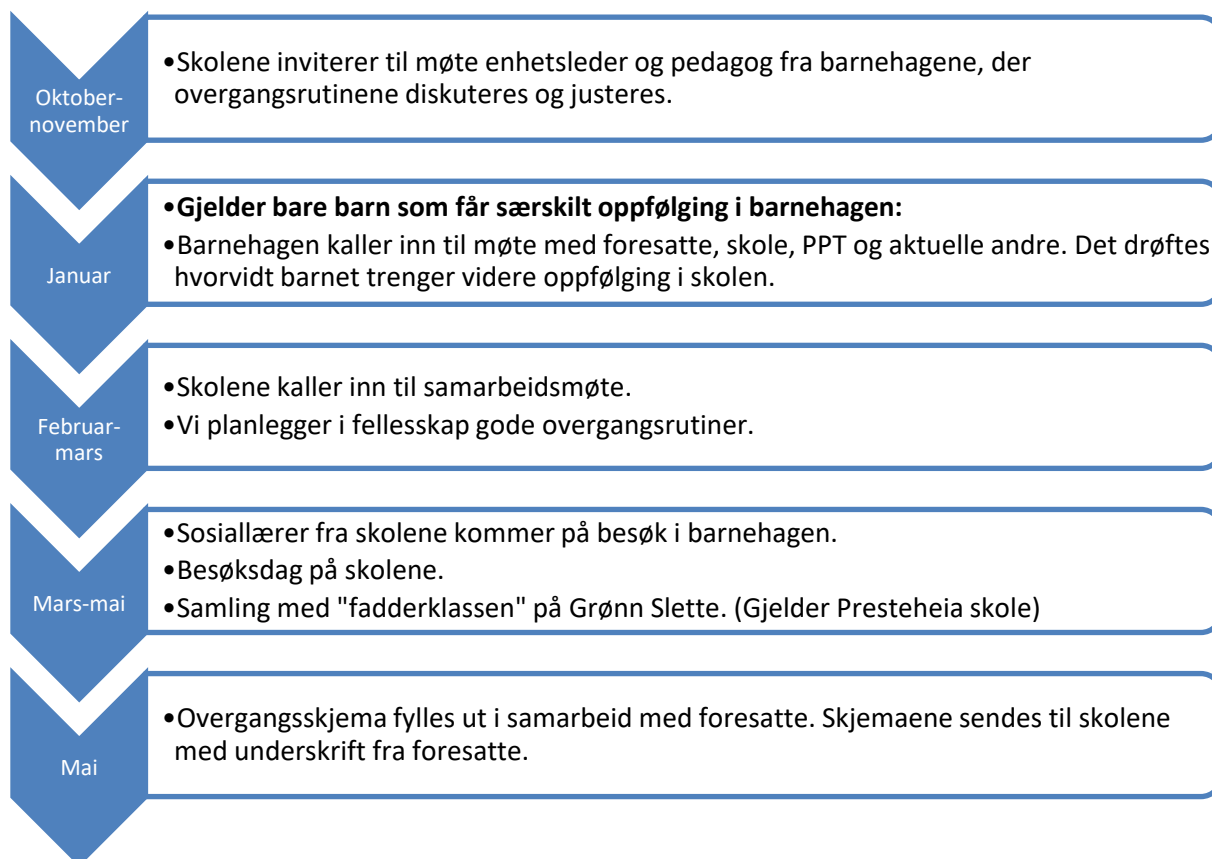 Oktober-
november
•Skolene inviterer til møte enhetsleder og pedagog fra barnehagene, der
overgangsrutinene diskuteres og justeres.
Januar
•Gjelder bare barn som får særskilt oppfølging i barnehagen:
•Barnehagen kaller inn til møte med foresatte, skole, PPT og aktuelle andre. Det drøftes
hvorvidt barnet trenger videre oppfølging i skolen.
Februar-
mars
•Skolene kaller inn til samarbeidsmøte.
•Vi planlegger i fellesskap gode overgangsrutiner.
Mars-mai
•Sosiallærer fra skolene kommer på besøk i barnehagen.
•Besøksdag på skolene.
•Samling med "fadderklassen" på Grønn Slette. (Gjelder Presteheia skole)
Mai
•Overgangsskjema fylles ut i samarbeid med foresatte. Skjemaene sendes til skolene
med underskrift fra foresatte.